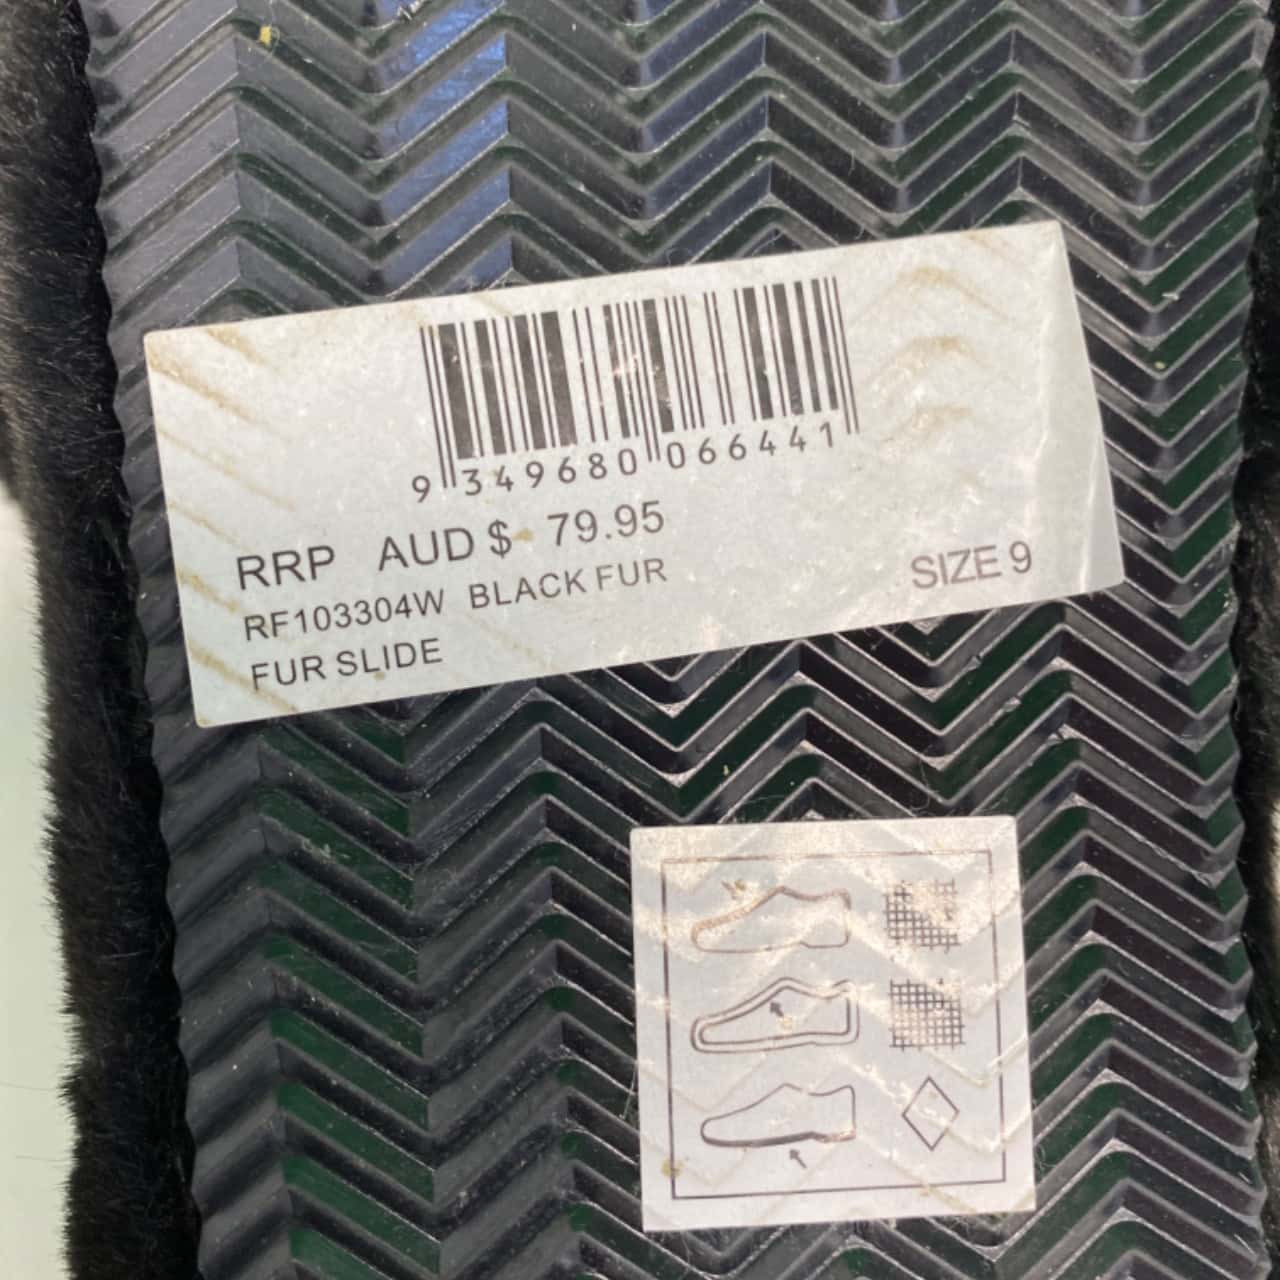 9 349680 066441
RRP AUD $ 79.95
RF103304W BLACK FUR SIZE 9
FUR SLIDE